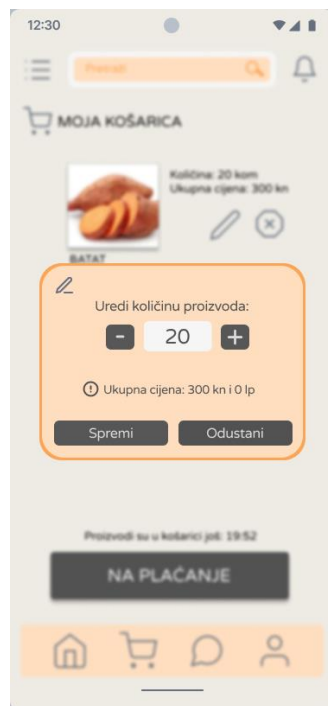 12:30
Pretraži
MOJA KOŠARICA
Količina: 20 kom
Ukupna cijena: 300 kn
BATAT
Uredi količinu proizvoda:
- 20 +
Ukupna cijena: 300 kn i 0 lp
Spremi Odustani
Proizvodi su u košarici još: 19:52
NA PLAĆANJE